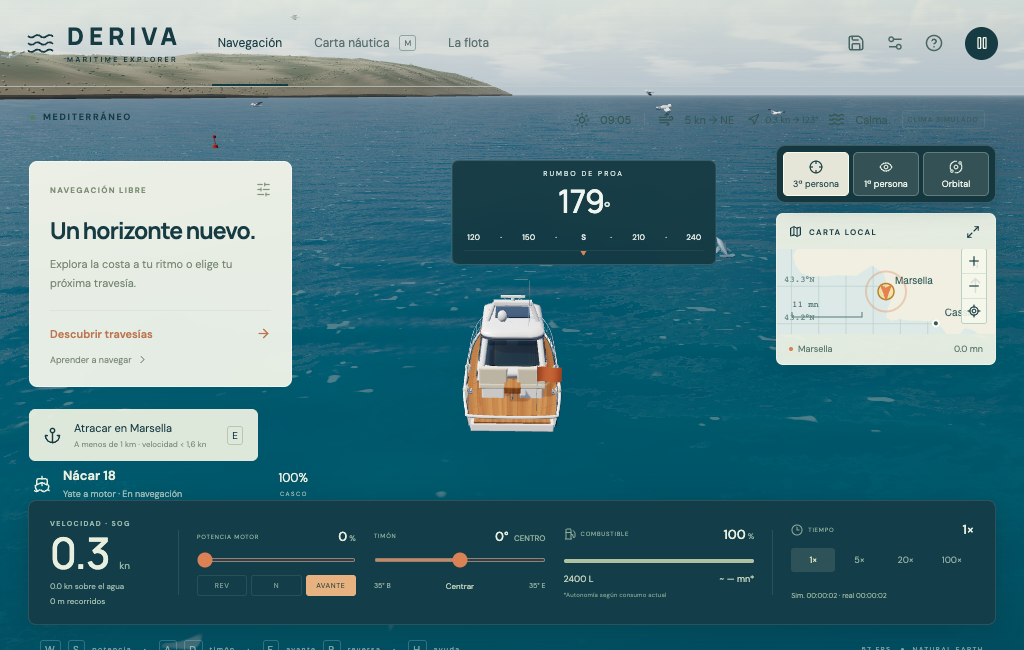 DERIVA
MARITIME EXPLORER
Navegación
Carta náutica M
La flota
MEDITERRÁNEO
09:05
5 kn → NE
Calma
CLIMA SIMULADO
NAVEGACIÓN LIBRE
Un horizonte nuevo.
Explora la costa a tu ritmo o elige tu
próxima travesía.
Descubrir travesías
Aprender a navegar
RUMBO DE PROA
179°
120 · 150 · S · 210 · 240
3ª persona
1ª persona
Orbital
CARTA LOCAL
43.3°N
Marsella
11 mn
43.2°N
Cas
Marsella 0.0 mn
Atracar en Marsella
A menos de 1 km · velocidad < 1,6 kn
E
Nácar 18
Yate a motor · En navegación
100%
CASCO
VELOCIDAD · SOG
0.3 kn
0.0 kn sobre el agua
0 m recorridos
POTENCIA MOTOR 0 %
REV N AVANTE
TIMÓN 0° CENTRO
35° B Centrar 35° E
COMBUSTIBLE 100 %
2400 L ~ — mn*
*Autonomía según consumo actual
TIEMPO 1×
1× 5× 20× 100×
Sim. 00:00:02 · real 00:00:02
W S potencia · A D timón · E avante R reversa · H ayuda
57 FPS NATURAL EARTH